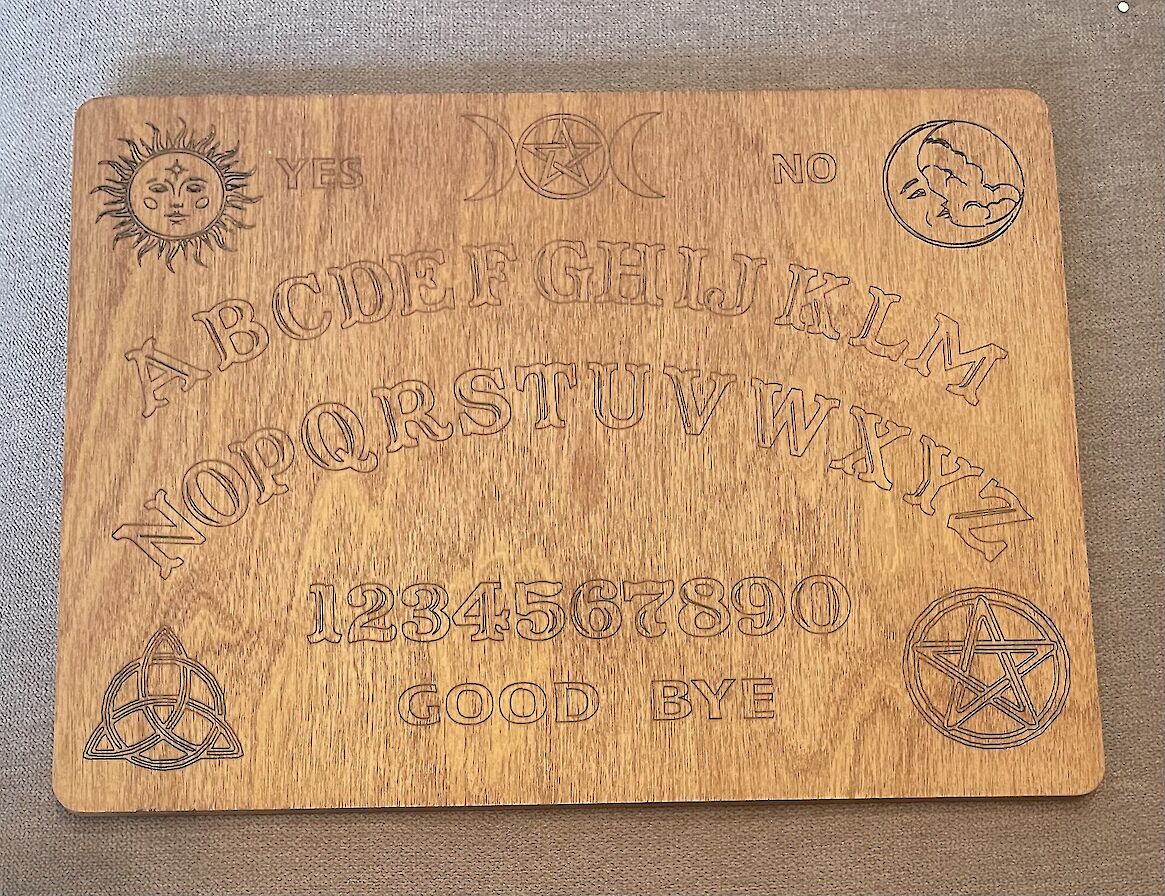 YES NO
ABCDEFGHIJKLM
NOPQRSTUVWXYZ
1234567890
GOOD BYE